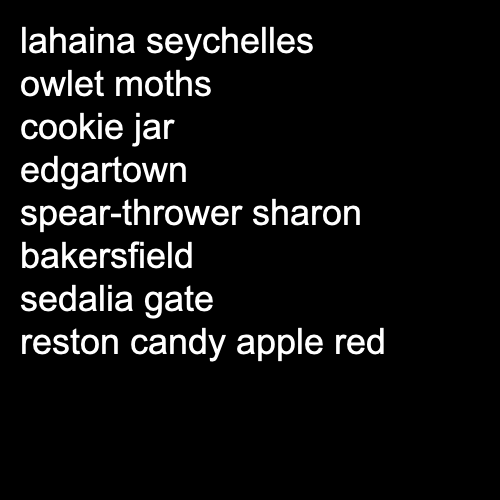 lahaina seychelles
owlet moths
cookie jar
edgartown
spear-thrower sharon
bakersfield
sedalia gate
reston candy apple red